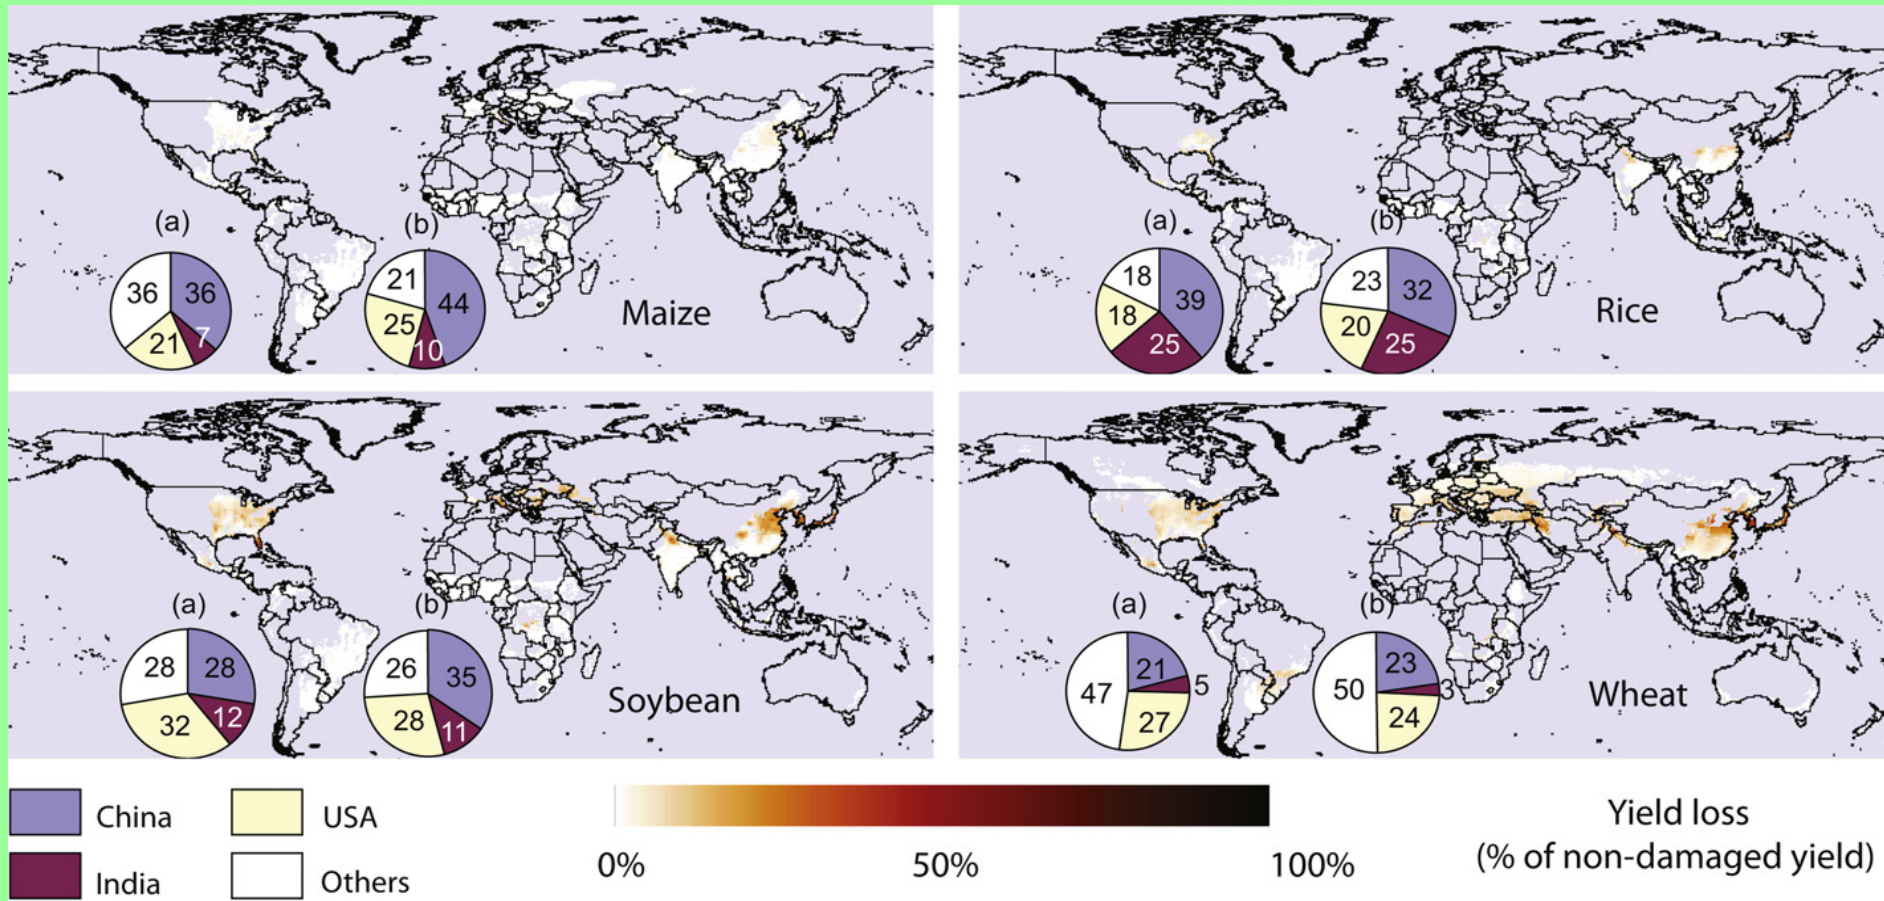 (a)
(b)
36
36
7
21
21
44
25
10
Maize
(a)
(b)
18
39
18
25
23
32
20
25
Rice
(a)
(b)
28
28
12
32
26
35
28
11
Soybean
(a)
(b)
47
21
5
27
50
23
3
24
Wheat
China
USA
India
Others
0%
50%
100%
Yield loss
(% of non-damaged yield)